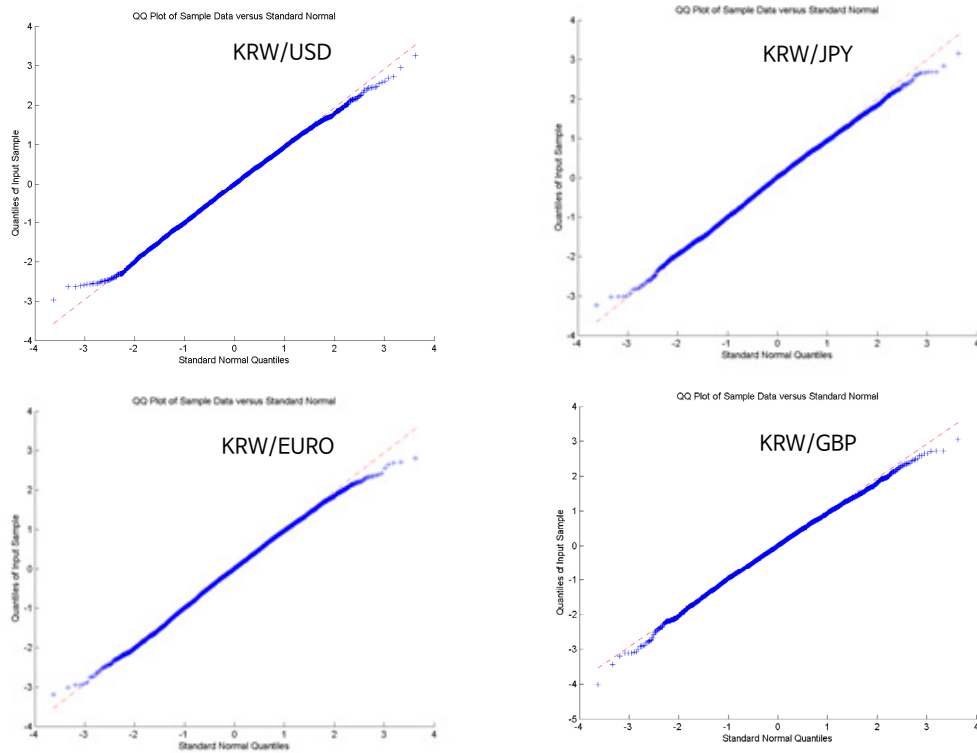 QQ Plot of Sample Data versus Standard Normal
KRW/USD
Quantiles of Input Sample
4
3
2
1
0
-1
-2
-3
-4
-4 -3 -2 -1 0 1 2 3 4
Standard Normal Quantiles
QQ Plot of Sample Data versus Standard Normal
KRW/JPY
Quantiles of Input Sample
4
3
2
1
0
-1
-2
-3
-4
-4 -3 -2 -1 0 1 2 3 4
Standard Normal Quantiles
QQ Plot of Sample Data versus Standard Normal
KRW/EURO
Quantiles of Input Sample
4
3
2
1
0
-1
-2
-3
-4
-4 -3 -2 -1 0 1 2 3 4
Standard Normal Quantiles
QQ Plot of Sample Data versus Standard Normal
KRW/GBP
Quantiles of Input Sample
4
3
2
1
0
-1
-2
-3
-4
-5
-4 -3 -2 -1 0 1 2 3 4
Standard Normal Quantiles